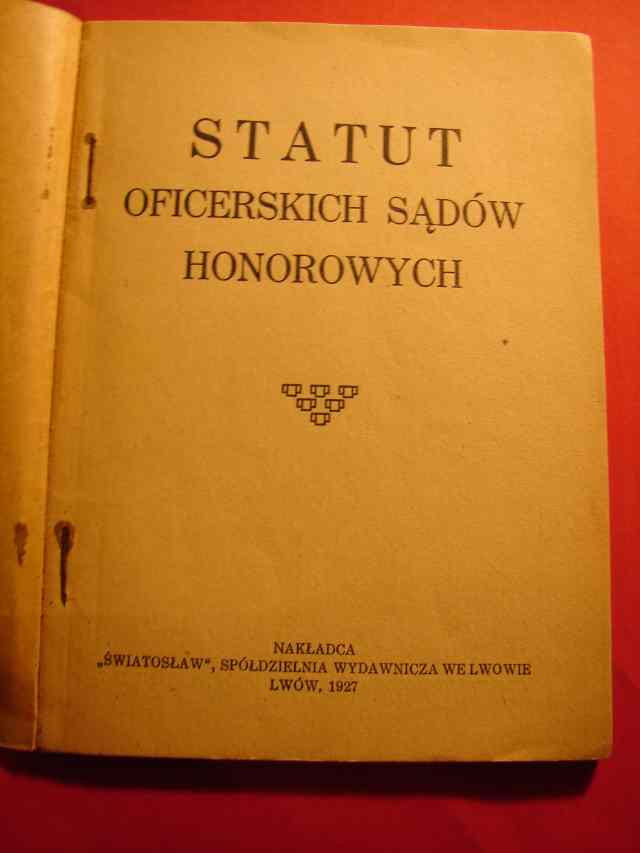 STATUT
OFICERSKICH SĄDÓW
HONOROWYCH
NAKŁADCA
„ŚWIATOSŁAW“, SPÓŁDZIELNIA WYDAWNICZA WE LWOWIE
LWÓW, 1927